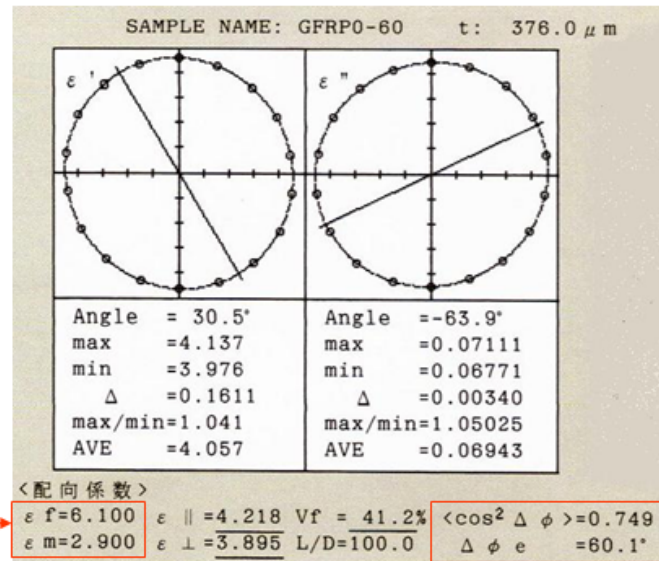 SAMPLE NAME: GFRP0-60 t: 376.0 μm
ε' ε"
Angle = 30.5° Angle =-63.9°
max =4.137 max =0.07111
min =3.976 min =0.06771
Δ =0.1611 Δ =0.00340
max/min=1.041 max/min=1.05025
AVE =4.057 AVE =0.06943
<配向係数>
ε f=6.100 ε ∥ =4.218 Vf = 41.2% <cos² Δ φ >=0.749
ε m=2.900 ε ⊥ =3.895 L/D=100.0 Δ φ e =60.1°